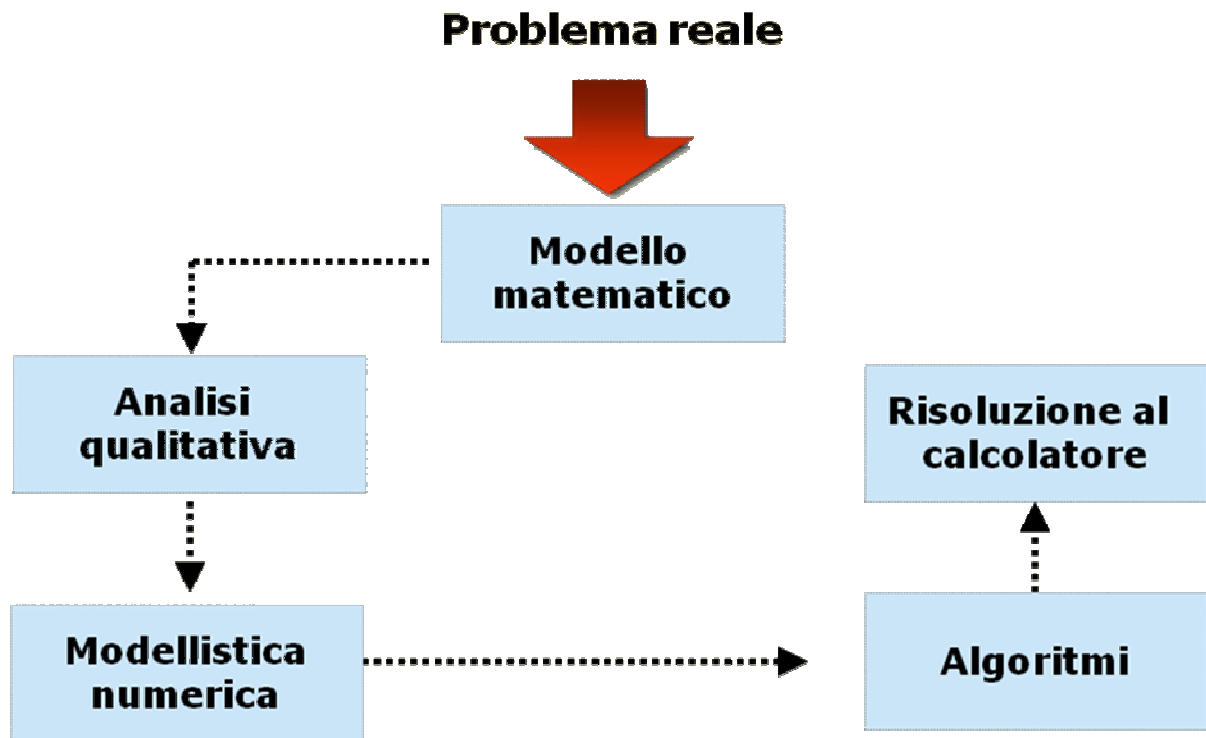 Problema reale
Modello
matematico
Analisi
qualitativa
Modellistica
numerica
Algoritmi
Risoluzione al
calcolatore